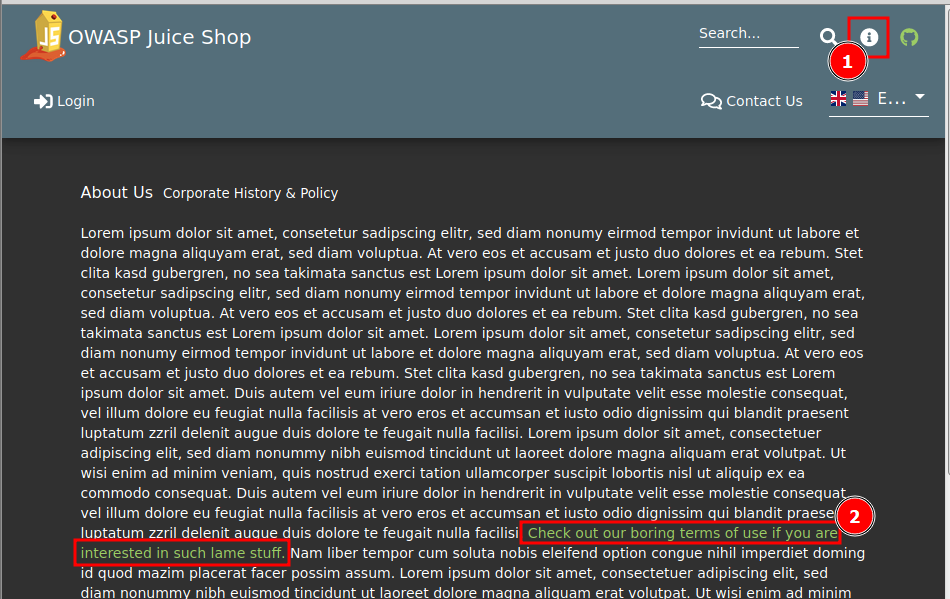 OWASP Juice Shop
Search...
1
Login
Contact Us
E...
About Us Corporate History & Policy
Lorem ipsum dolor sit amet, consetetur sadipscing elitr, sed diam nonumy eirmod tempor invidunt ut labore et
dolore magna aliquyam erat, sed diam voluptua. At vero eos et accusam et justo duo dolores et ea rebum. Stet
clita kasd gubergren, no sea takimata sanctus est Lorem ipsum dolor sit amet. Lorem ipsum dolor sit amet,
consetetur sadipscing elitr, sed diam nonumy eirmod tempor invidunt ut labore et dolore magna aliquyam erat,
sed diam voluptua. At vero eos et accusam et justo duo dolores et ea rebum. Stet clita kasd gubergren, no sea
takimata sanctus est Lorem ipsum dolor sit amet. Lorem ipsum dolor sit amet, consetetur sadipscing elitr, sed
diam nonumy eirmod tempor invidunt ut labore et dolore magna aliquyam erat, sed diam voluptua. At vero eos
et accusam et justo duo dolores et ea rebum. Stet clita kasd gubergren, no sea takimata sanctus est Lorem
ipsum dolor sit amet. Duis autem vel eum iriure dolor in hendrerit in vulputate velit esse molestie consequat,
vel illum dolore eu feugiat nulla facilisis at vero eros et accumsan et iusto odio dignissim qui blandit praesent
luptatum zzril delenit augue duis dolore te feugait nulla facilisi. Lorem ipsum dolor sit amet, consectetuer
adipiscing elit, sed diam nonummy nibh euismod tincidunt ut laoreet dolore magna aliquam erat volutpat. Ut
wisi enim ad minim veniam, quis nostrud exerci tation ullamcorper suscipit lobortis nisl ut aliquip ex ea
commodo consequat. Duis autem vel eum iriure dolor in hendrerit in vulputate velit esse molestie consequat
vel illum dolore eu feugiat nulla facilisis at vero eros et accumsan et iusto odio dignissim qui blandit praese
2
luptatum zzril delenit augue duis dolore te feugait nulla facilisi Check out our boring terms of use if you are
interested in such lame stuff. Nam liber tempor cum soluta nobis eleifend option congue nihil imperdiet doming
id quod mazim placerat facer possim assum. Lorem ipsum dolor sit amet, consectetuer adipiscing elit, sed
diam nonummy nibh euismod tincidunt ut laoreet dolore magna aliquam erat volutpat. Ut wisi enim ad minim